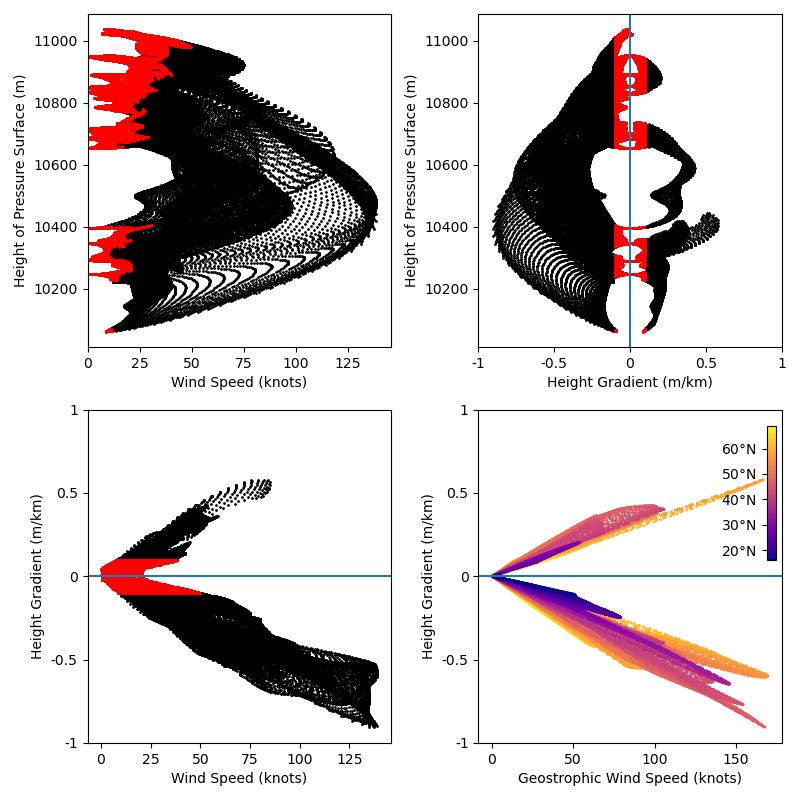 11000
10800
10600
10400
10200
Height of Pressure Surface (m)
0 25 50 75 100 125
Wind Speed (knots)
11000
10800
10600
10400
10200
Height of Pressure Surface (m)
-1 -0.5 0 0.5 1
Height Gradient (m/km)
1
0.5
0
-0.5
-1
Height Gradient (m/km)
0 25 50 75 100 125
Wind Speed (knots)
1
0.5
0
-0.5
-1
Height Gradient (m/km)
60°N
50°N
40°N
30°N
20°N
0 50 100 150
Geostrophic Wind Speed (knots)